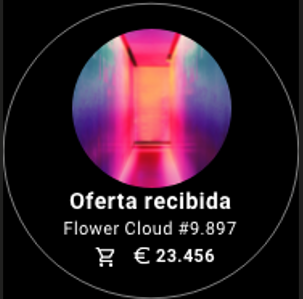 Oferta recibida
Flower Cloud #9.897
€ 23.456